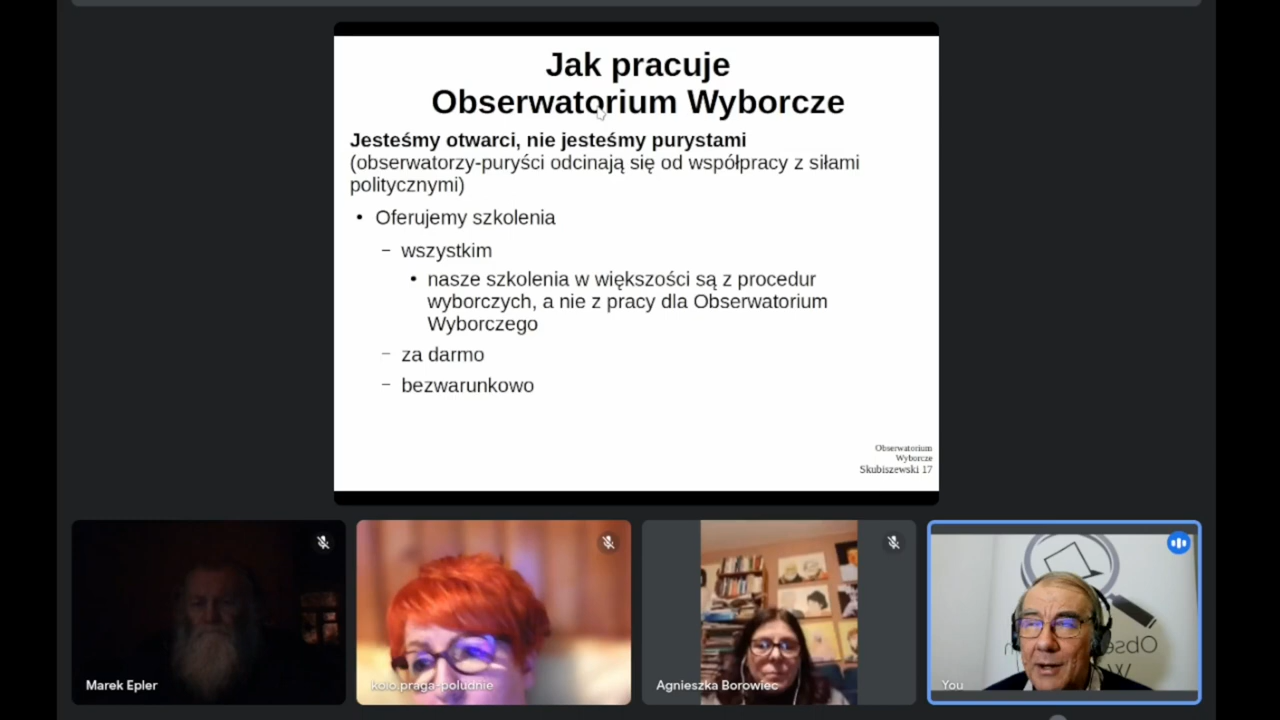 Jak pracuje
Obserwatorium Wyborcze
Jesteśmy otwarci, nie jesteśmy purystami
(obserwatorzy-puryści odcinają się od współpracy z siłami
politycznymi)
• Oferujemy szkolenia
– wszystkim
• nasze szkolenia w większości są z procedur
wyborczych, a nie z pracy dla Obserwatorium
Wyborczego
– za darmo
– bezwarunkowo
Obserwatorium
Wyborcze
Skubiszewski 17
Marek Epler
kolo.praga-południe
Agnieszka Borowiec
You